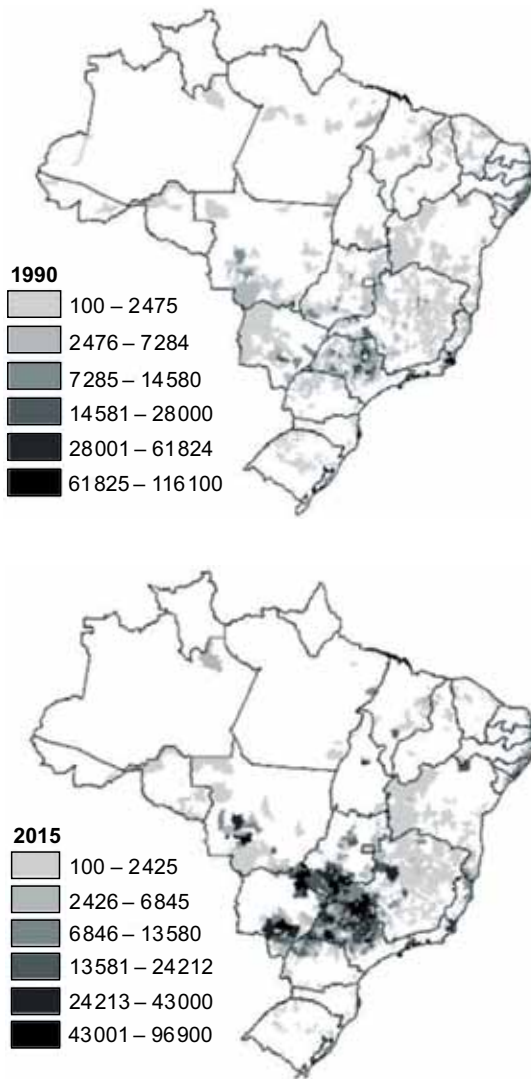 1990
100 – 2475
2476 – 7284
7285 – 14580
14581 – 28000
28001 – 61824
61825 – 116100
2015
100 – 2425
2426 – 6845
6846 – 13580
13581 – 24212
24213 – 43000
43001 – 96900